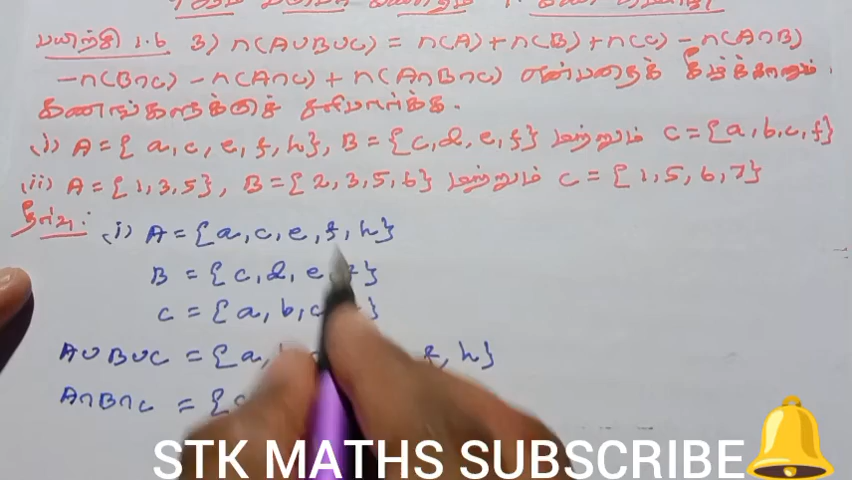 பயிற்சி 1.6 3) n(A∪B∪C) = n(A) + n(B) + n(C) - n(A∩B)
- n(B∩C) - n(A∩C) + n(A∩B∩C) என்பதைக் கீழ்க்காணும்
கணங்களுக்குச் சரிபார்க்க.
(i) A = { a, c, e, f, h}, B = {c, d, e, f} மற்றும் C = {a, b, c, f}
(ii) A = {1, 3, 5}, B = {2, 3, 5, 6} மற்றும் C = {1, 5, 6, 7}
தீர்வு: (i) A = {a, c, e, f, h}
B = {c, d, e, f}
C = {a, b, c
A∪B∪C = {a, f, h}
A∩B∩C = {c
STK MATHS SUBSCRIBE